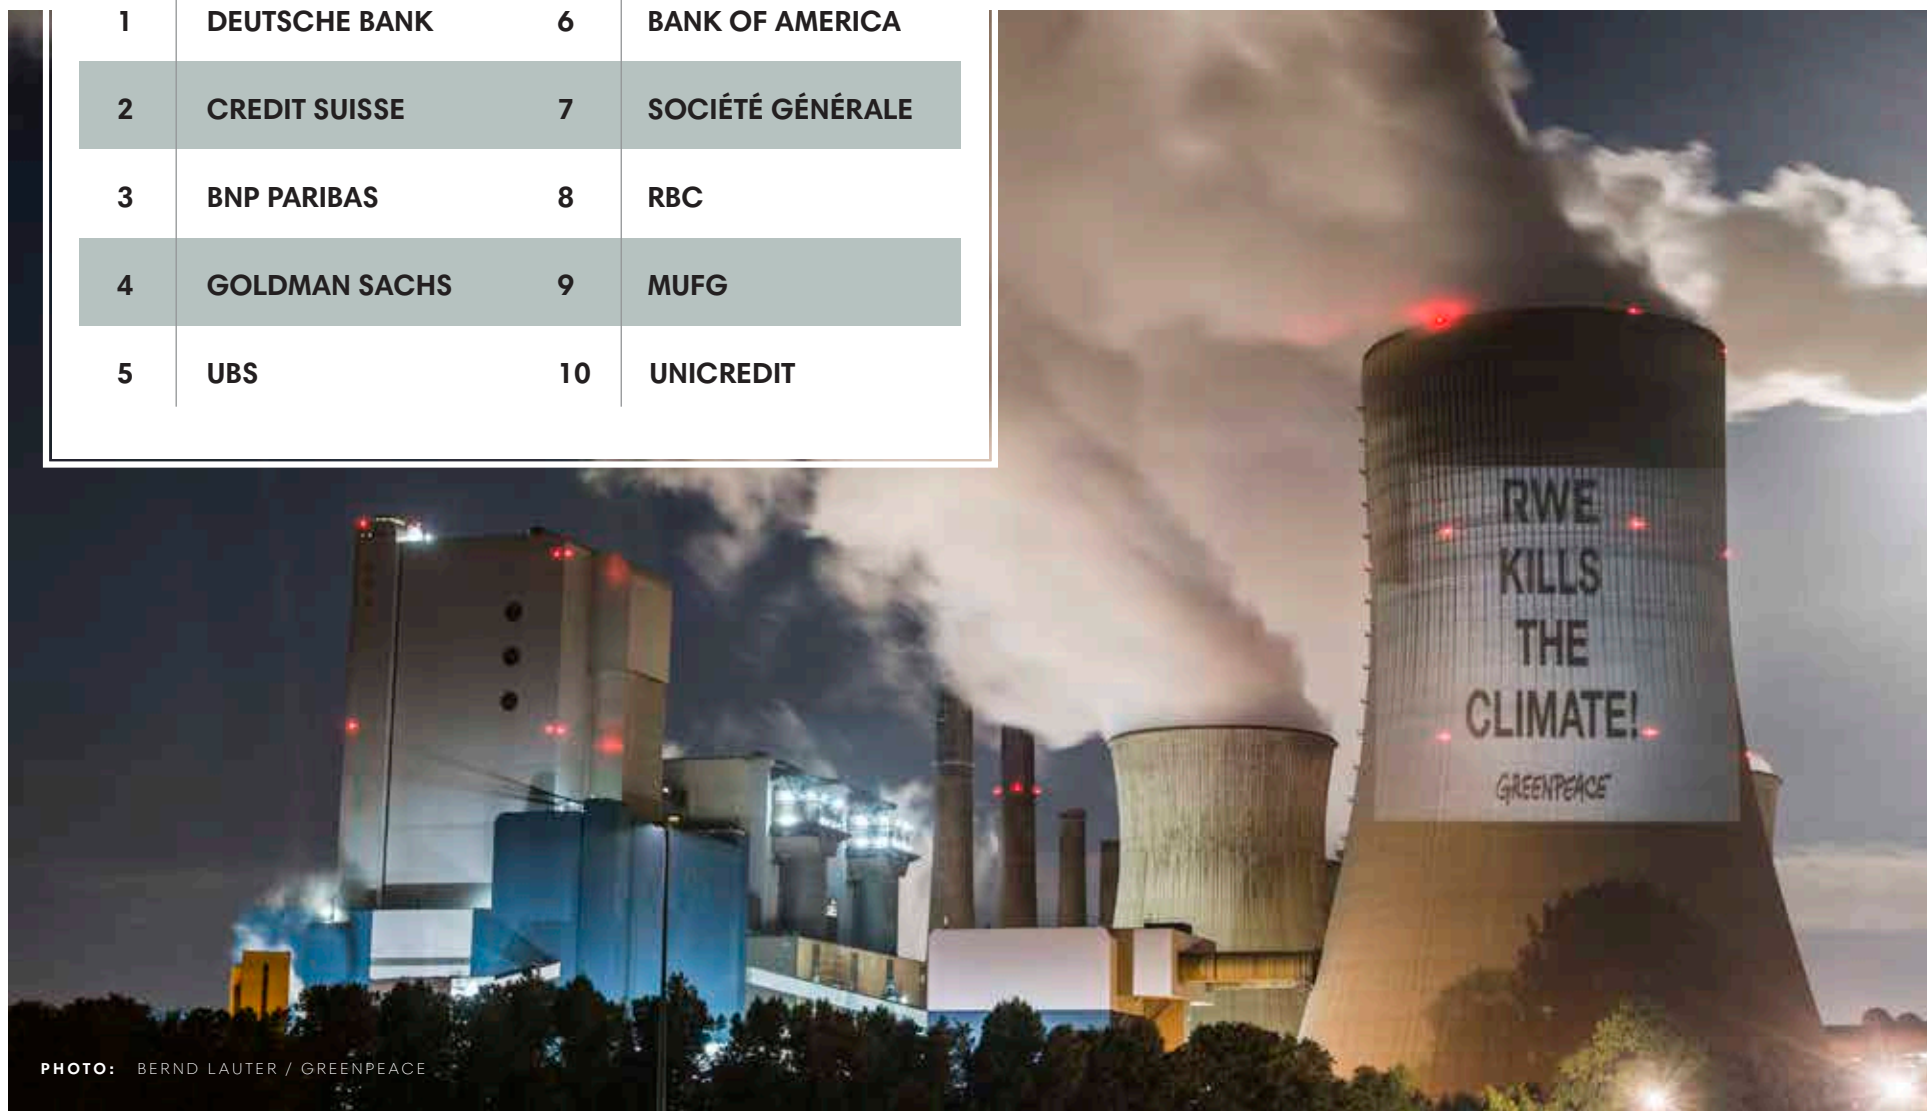 1 DEUTSCHE BANK 6 BANK OF AMERICA
2 CREDIT SUISSE 7 SOCIÉTÉ GÉNÉRALE
3 BNP PARIBAS 8 RBC
4 GOLDMAN SACHS 9 MUFG
5 UBS 10 UNICREDIT
RWE
KILLS
THE
CLIMATE!
GREENPEACE
PHOTO: BERND LAUTER / GREENPEACE